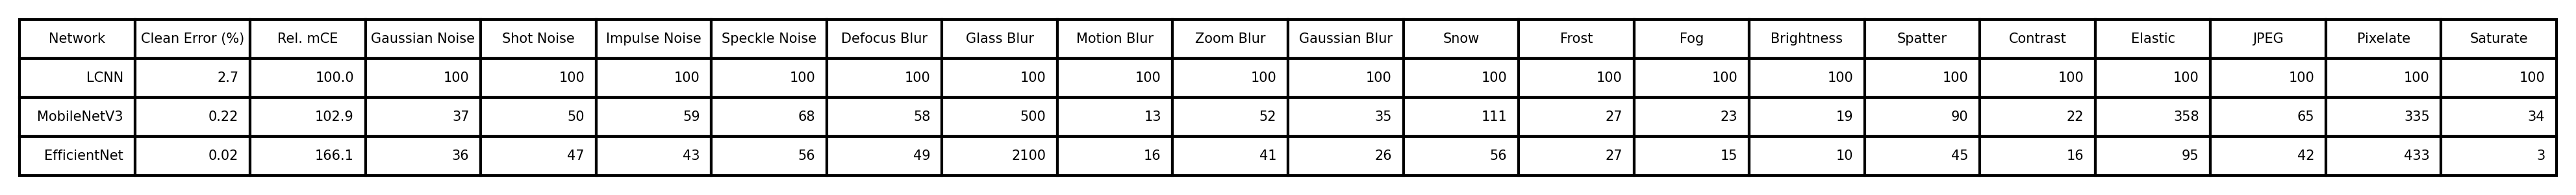 Network Clean Error (%) Rel. mCE Gaussian Noise Shot Noise Impulse Noise Speckle Noise Defocus Blur Glass Blur Motion Blur Zoom Blur Gaussian Blur Snow Frost Fog Brightness Spatter Contrast Elastic JPEG Pixelate Saturate
LCNN 2.7 100.0 100 100 100 100 100 100 100 100 100 100 100 100 100 100 100 100 100 100 100
MobileNetV3 0.22 102.9 37 50 59 68 58 500 13 52 35 111 27 23 19 90 22 358 65 335 34
EfficientNet 0.02 166.1 36 47 43 56 49 2100 16 41 26 56 27 15 10 45 16 95 42 433 3